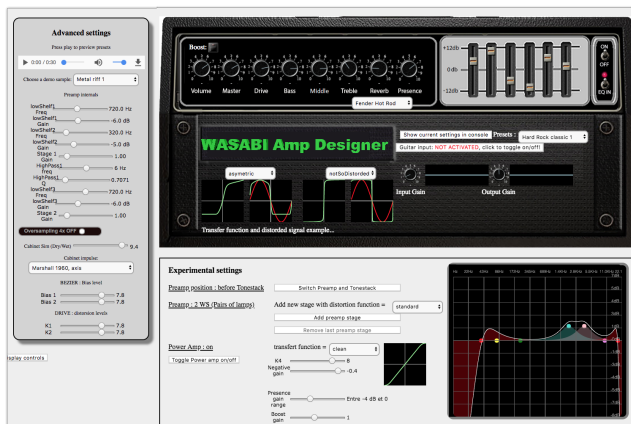 Advanced settings
Press play to preview presets
0:00 / 0:30
Choose a demo sample: Metal riff 1
Preamp internals
lowShelf1 Freq 720.0 Hz
lowShelf1 Gain -6.0 dB
lowShelf2 Freq 320.0 Hz
lowShelf2 Gain -5.0 dB
Stage 1 Gain 1.00
HighPass1 Freq 6 Hz
HighPass1 Q 0.7071
lowShelf3 Freq 720.0 Hz
lowShelf3 Gain -6.0 dB
Stage 2 Gain 1.00
Oversampling 4x OFF
Cabinet Sim (Dry/Wet) 9.4
Cabinet impulse:
Marshall 1960, axis
BEZIER : Bias level
Bias 1 7.8
Bias 2 7.8
DRIVE : distorsion levels
K1 7.8
K2 7.8
splay controls
Boost:
Volume Master Drive Bass Middle Treble Reverb Presence
Fender Hot Rod
+12db
0 db
-12db
ON
OFF
EQ IN
WASABI Amp Designer
Show current settings in console Presets : Hard Rock classic 1
Guitar input: NOT ACTIVATED, click to toggle on/off!
asymetric
notSoDistorded
Input Gain
Output Gain
Transfer function and distorted signal example...
Experimental settings
Preamp position : before Tonestack Switch Preamp and Tonestack
Preamp : 2 WS (Pairs of lamps) Add new stage with distortion function = standard
Add preamp stage
Remove last preamp stage
Power Amp : on transfert function = clean
Toggle Power amp on/off
K4 8
Negative gain -0.4
Presence gain range Entre -4 dB et 0
Boost gain 1